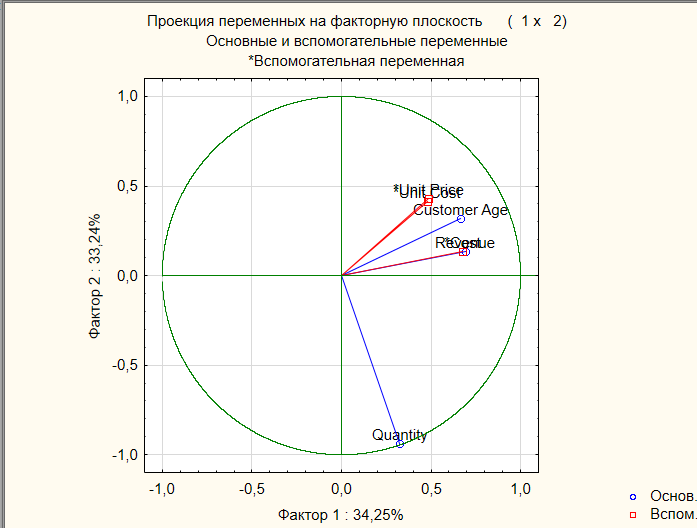 Проекция переменных на факторную плоскость ( 1 x 2)
Основные и вспомогательные переменные
*Вспомогательная переменная
1,0
0,5
0,0
-0,5
-1,0
Фактор 2 : 33,24%
*Unit Price
*Unit Cost
Customer Age
Revenue
*Cost
Quantity
-1,0 -0,5 0,0 0,5 1,0
Фактор 1 : 34,25%
Основ.
Вспом.